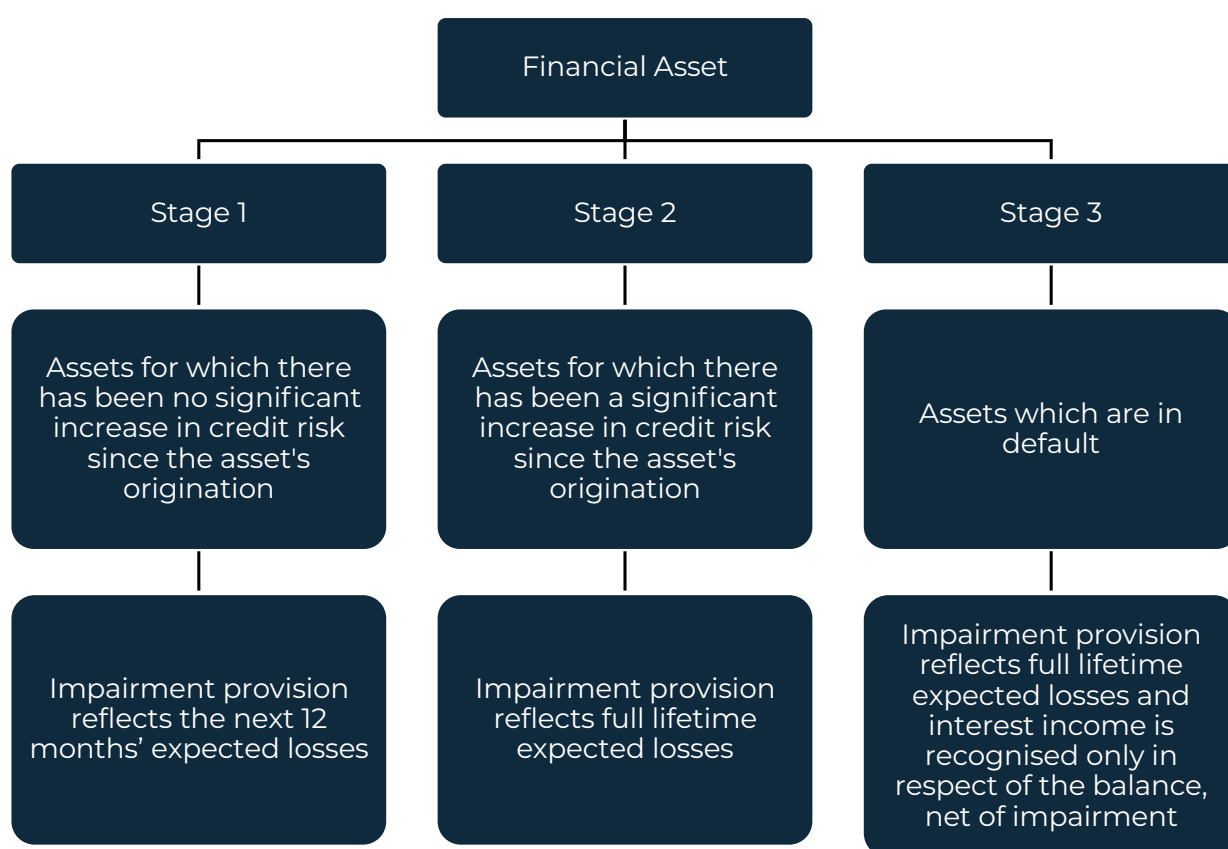 Financial Asset
Stage 1
Stage 2
Stage 3
Assets for which there
has been no significant
increase in credit risk
since the asset's
origination
Assets for which there
has been a significant
increase in credit risk
since the asset's
origination
Assets which are in
default
Impairment provision
reflects the next 12
months’ expected losses
Impairment provision
reflects full lifetime
expected losses
Impairment provision
reflects full lifetime
expected losses and
interest income is
recognised only in
respect of the balance,
net of impairment